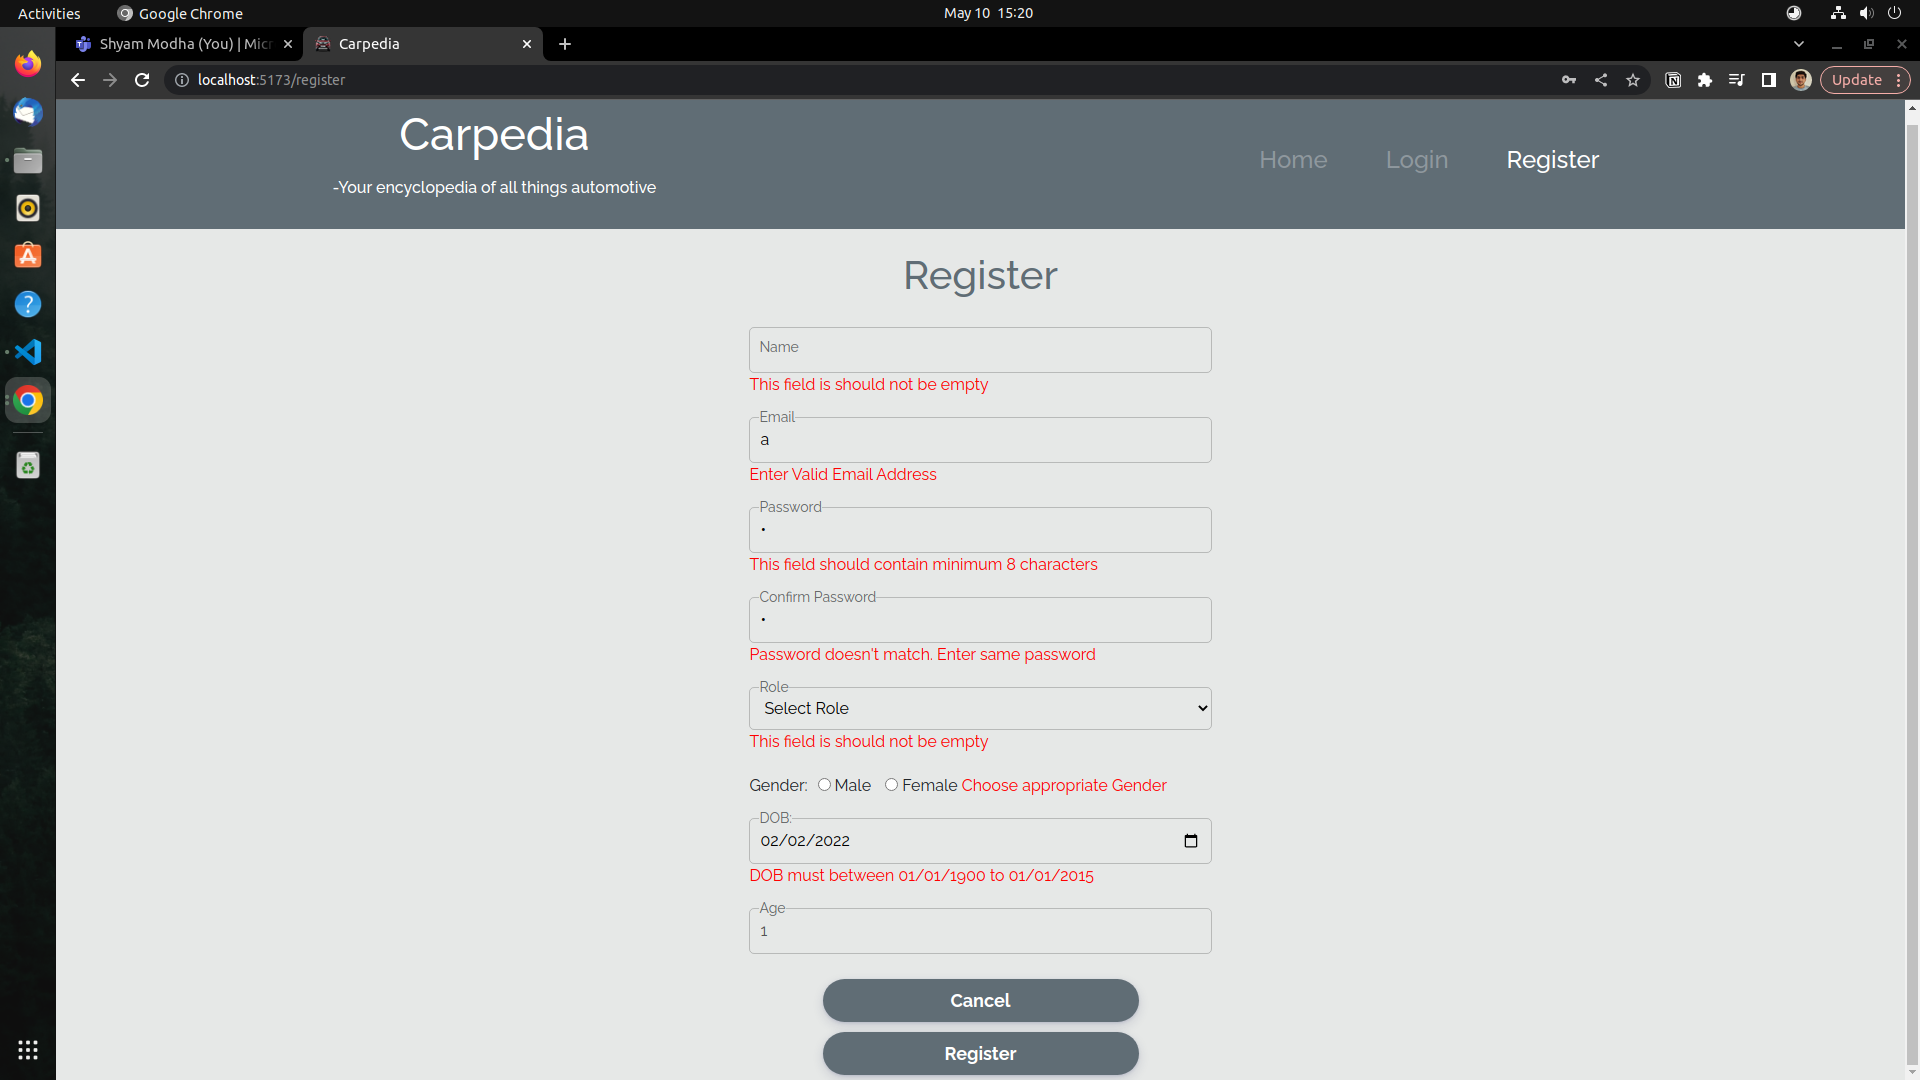 Activities
Google Chrome
May 10 15:20
Shyam Modha (You) | Micr
Carpedia
localhost:5173/register
Update
Carpedia
-Your encyclopedia of all things automotive
Home
Login
Register
Register
Name
This field is should not be empty
Email
a
Enter Valid Email Address
Password
•
This field should contain minimum 8 characters
Confirm Password
•
Password doesn't match. Enter same password
Role
Select Role
This field is should not be empty
Gender: Male Female Choose appropriate Gender
DOB:
02/02/2022
DOB must between 01/01/1900 to 01/01/2015
Age
1
Cancel
Register